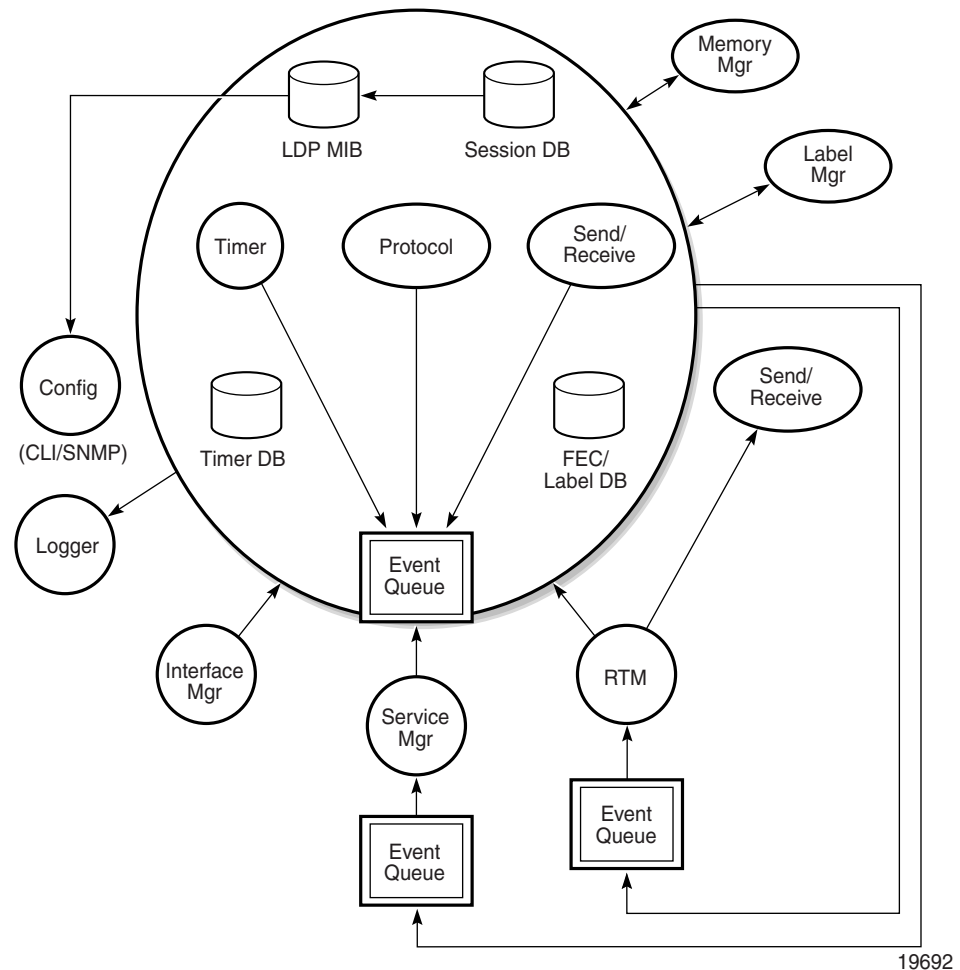 Memory
Mgr
LDP MIB
Session DB
Label
Mgr
Timer
Protocol
Send/
Receive
Config
(CLI/SNMP)
Timer DB
FEC/
Label DB
Send/
Receive
Logger
Event
Queue
Interface
Mgr
Service
Mgr
RTM
Event
Queue
Event
Queue
19692